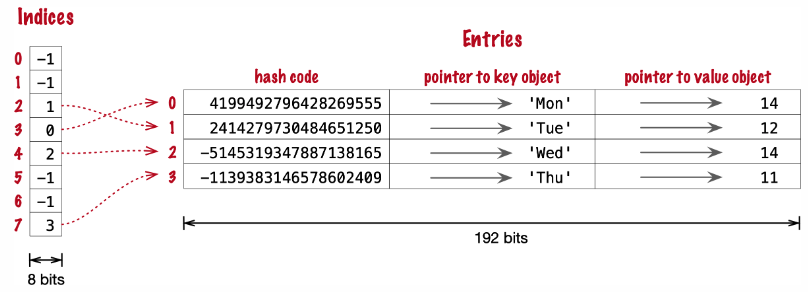 Indices
Entries
hash code pointer to key object pointer to value object
0 -1
1 -1
2 1
3 0
4 2
5 -1
6 -1
7 3
0 4199492796428269555 'Mon' 14
1 2414279730484651250 'Tue' 12
2 -5145319347887138165 'Wed' 14
3 -1139383146578602409 'Thu' 11
192 bits
8 bits